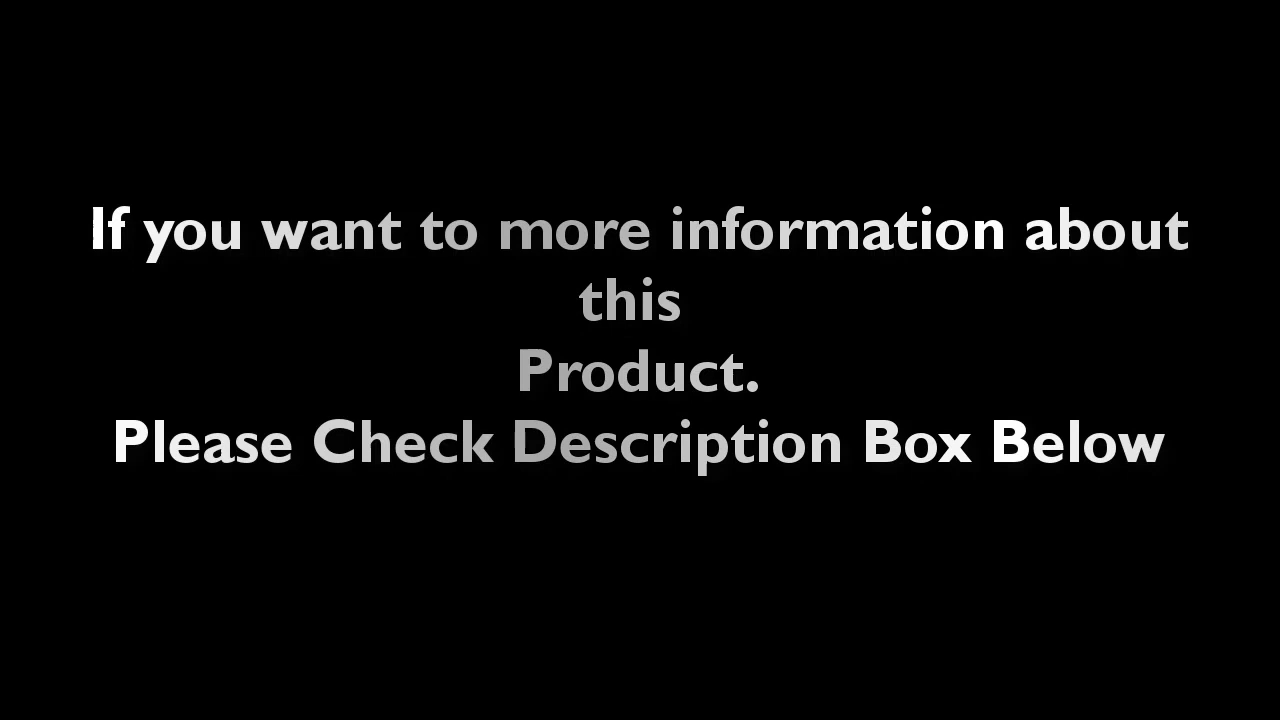 If you want to more information about
this
Product.
Please Check Description Box Below